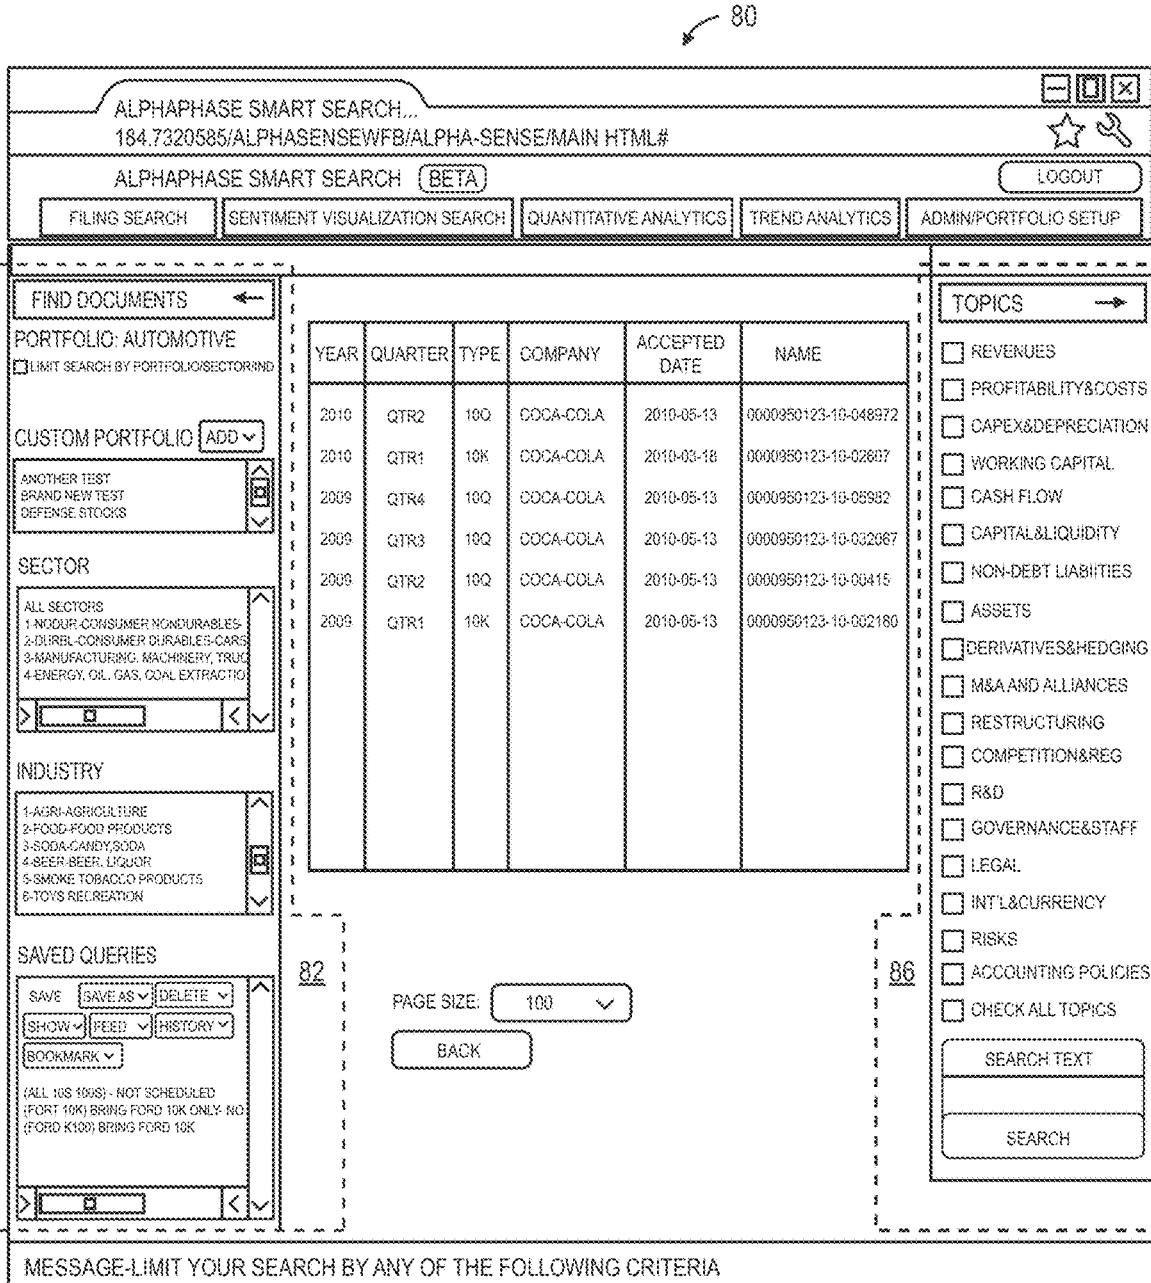 80
ALPHAPHASE SMART SEARCH...
184.7320585/ALPHASENSEWFB/ALPHA-SENSE/MAIN HTML#
ALPHAPHASE SMART SEARCH BETA LOGOUT
FILING SEARCH SENTIMENT VISUALIZATION SEARCH QUANTITATIVE ANALYTICS TREND ANALYTICS ADMIN/PORTFOLIO SETUP
FIND DOCUMENTS
PORTFOLIO: AUTOMOTIVE
LIMIT SEARCH BY PORTFOLIO/SECTOR/IND
CUSTOM PORTFOLIO ADD
ANOTHER TEST
BRAND NEW TEST
DEFENSE STOCKS
SECTOR
ALL SECTORS
1-NODUR-CONSUMER NONDURABLES-
2-DURBL-CONSUMER DURABLES-CARS
3-MANUFACTURING, MACHINERY, TRUC
4-ENERGY, OIL, GAS, COAL EXTRACTIO
INDUSTRY
1-AGRI-AGRICULTURE
2-FOOD-FOOD PRODUCTS
3-SODA-CANDY,SODA
4-BEER-BEER, LIQUOR
5-SMOKE TOBACCO PRODUCTS
6-TOYS RECREATION
SAVED QUERIES
SAVE SAVE AS DELETE
SHOW FEED HISTORY
BOOKMARK
(ALL 10S 100S) - NOT SCHEDULED
(FORT 10K) BRING FORD 10K ONLY- NO
(FORD K100) BRING FORD 10K
82
YEAR QUARTER TYPE COMPANY ACCEPTED DATE NAME
2010 QTR2 10Q COCA-COLA 2010-05-13 0000950123-10-048972
2010 QTR1 10K COCA-COLA 2010-03-18 0000950123-10-02607
2009 QTR4 10Q COCA-COLA 2010-05-13 0000950123-10-05982
2009 QTR3 10Q COCA-COLA 2010-05-13 0000950123-10-032067
2009 QTR2 10Q COCA-COLA 2010-05-13 0000950123-10-00415
2009 QTR1 10K COCA-COLA 2010-05-13 0000950123-10-002180
PAGE SIZE: 100
BACK
86
TOPICS
REVENUES
PROFITABILITY&COSTS
CAPEX&DEPRECIATION
WORKING CAPITAL
CASH FLOW
CAPITAL&LIQUIDITY
NON-DEBT LIABIITIES
ASSETS
DERIVATIVES&HEDGING
M&A AND ALLIANCES
RESTRUCTURING
COMPETITION&REG
R&D
GOVERNANCE&STAFF
LEGAL
INT'L&CURRENCY
RISKS
ACCOUNTING POLICIES
CHECK ALL TOPICS
SEARCH TEXT
SEARCH
MESSAGE-LIMIT YOUR SEARCH BY ANY OF THE FOLLOWING CRITERIA